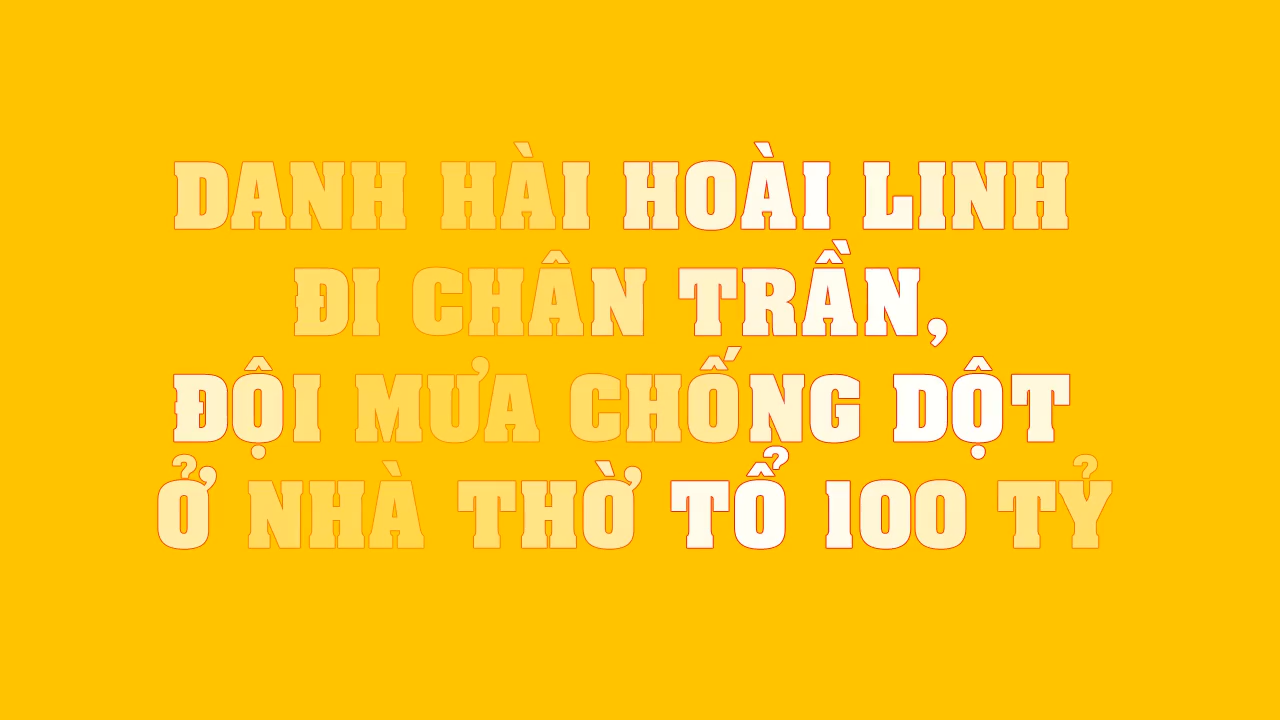 DANH HÀI HOÀI LINH
ĐI CHÂN TRẦN,
ĐỘI MƯA CHỐNG DỘT
Ở NHÀ THỜ TỔ 100 TỶ